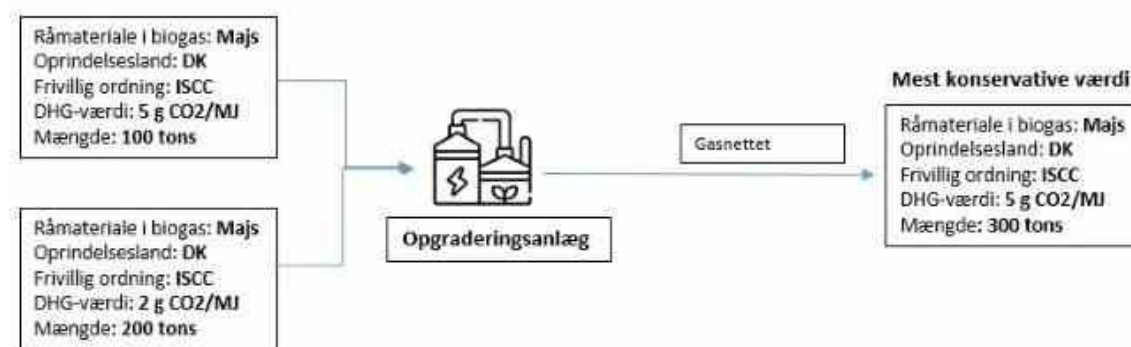 Råmateriale i biogas: Majs
Oprindelsesland: DK
Frivillig ordning: ISCC
DHG-værdi: 5 g CO2/MJ
Mængde: 100 tons
Råmateriale i biogas: Majs
Oprindelsesland: DK
Frivillig ordning: ISCC
DHG-værdi: 2 g CO2/MJ
Mængde: 200 tons
Opgraderingsanlæg
Gasnettet
Mest konservative værdi
Råmateriale i biogas: Majs
Oprindelsesland: DK
Frivillig ordning: ISCC
DHG-værdi: 5 g CO2/MJ
Mængde: 300 tons